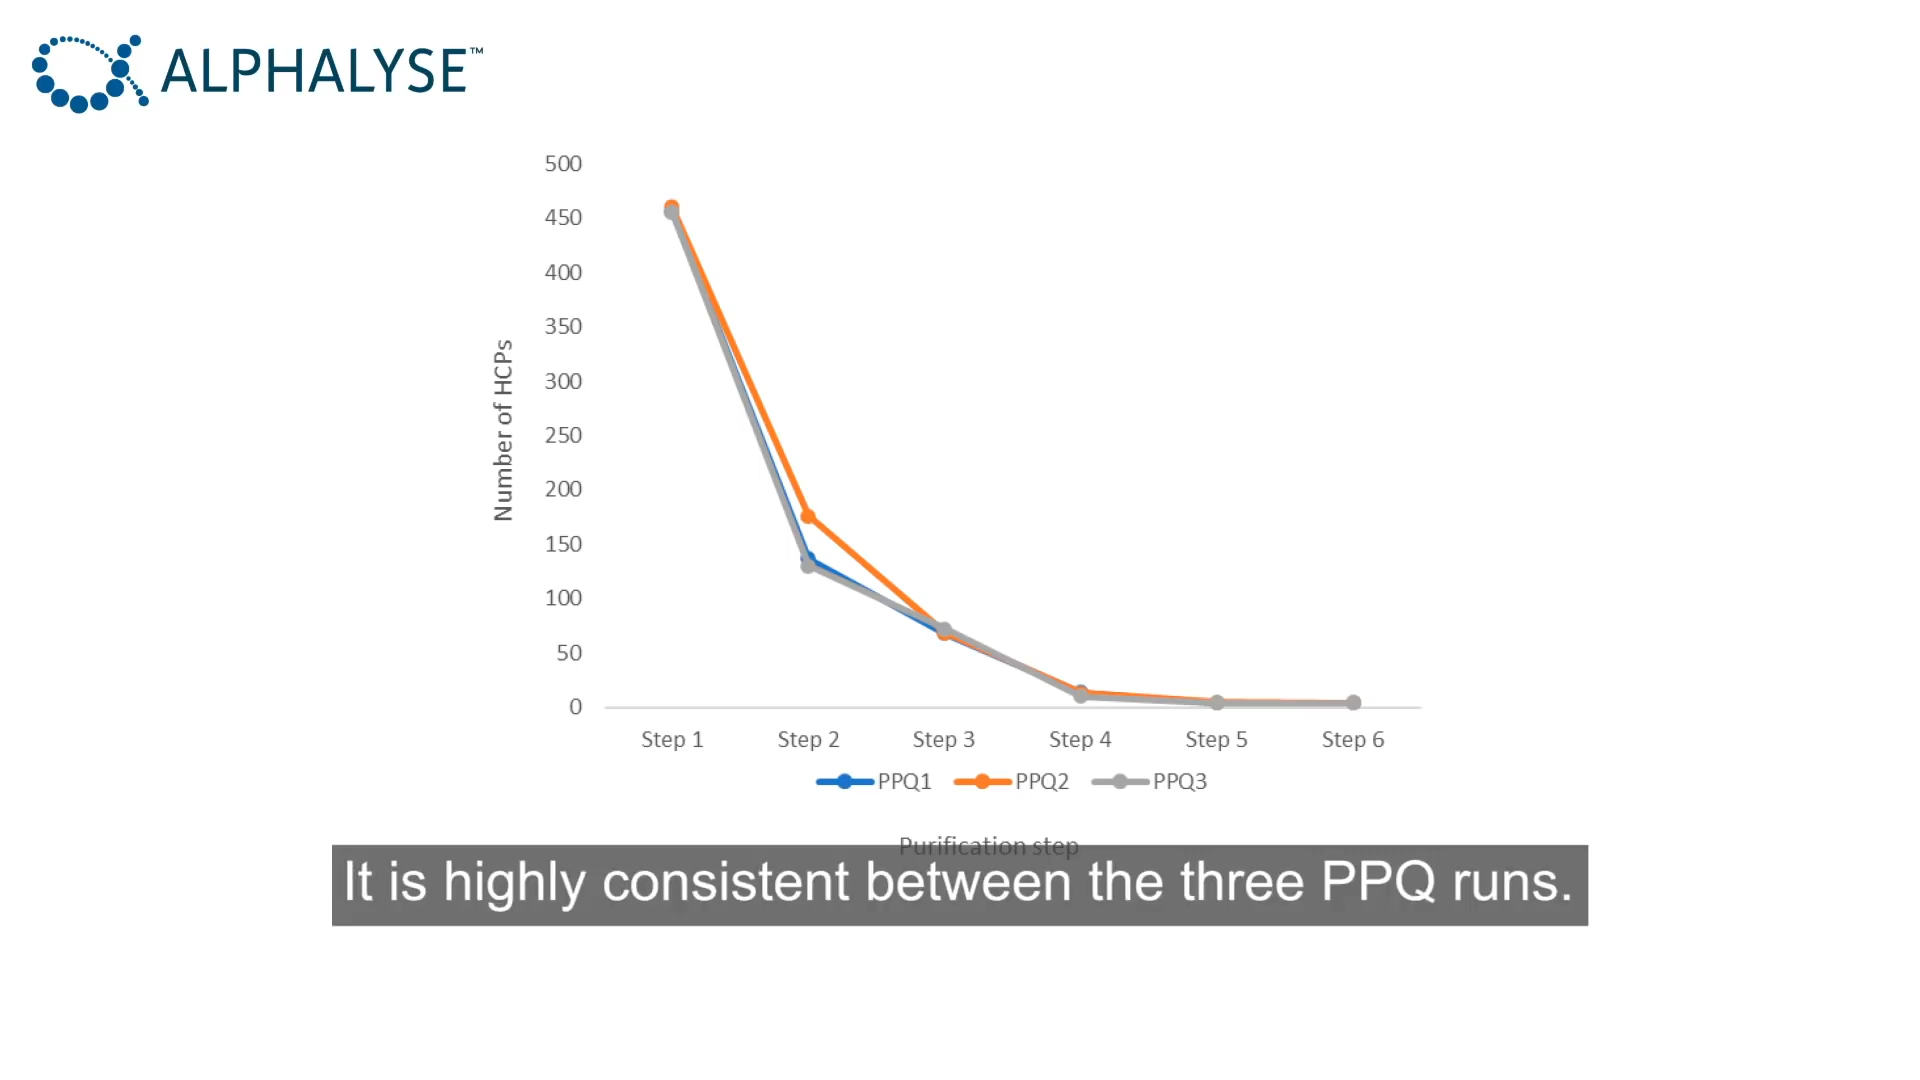 ALPHALYSE™
500
450
400
350
300
250
200
150
100
50
0
Number of HCPs
Step 1 Step 2 Step 3 Step 4 Step 5 Step 6
PPQ1 PPQ2 PPQ3
Purification step
It is highly consistent between the three PPQ runs.